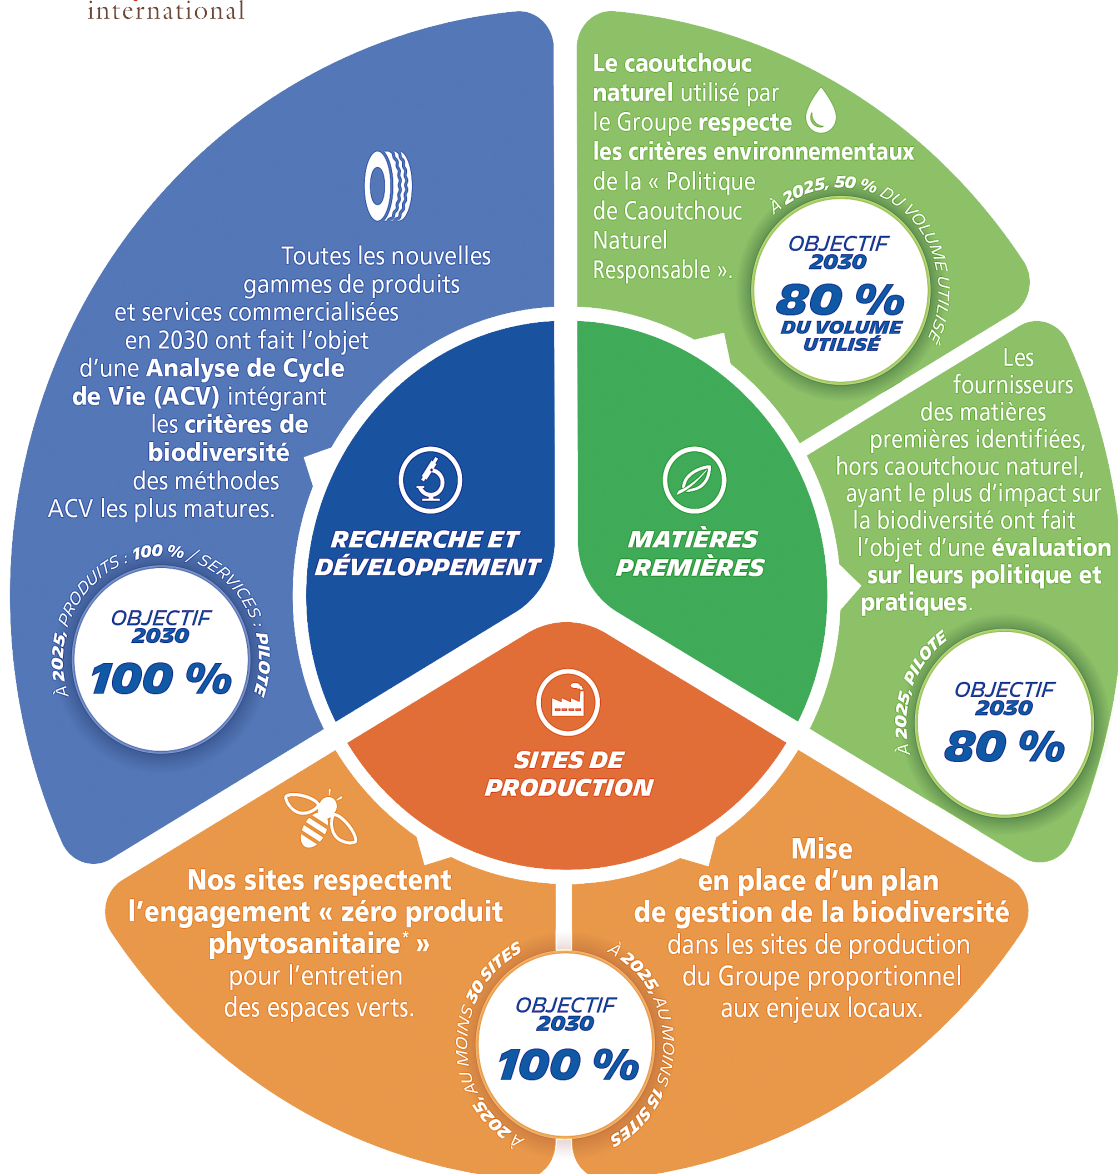 international
Toutes les nouvelles
gammes de produits
et services commercialisées
en 2030 ont fait l'objet
d'une Analyse de Cycle
de Vie (ACV) intégrant
les critères de
biodiversité
des méthodes
ACV les plus matures.
À 2025, PRODUITS : 100 % / SERVICES : PILOTE
OBJECTIF
2030
100 %
RECHERCHE ET
DÉVELOPPEMENT
Le caoutchouc
naturel utilisé par
le Groupe respecte
les critères environnementaux
de la « Politique
de Caoutchouc
Naturel
Responsable ».
À 2025, 50 % DU VOLUME UTILISÉ
OBJECTIF
2030
80 %
DU VOLUME
UTILISÉ
MATIÈRES
PREMIÈRES
Les
fournisseurs
des matières
premières identifiées,
hors caoutchouc naturel,
ayant le plus d'impact sur
la biodiversité ont fait
l'objet d'une évaluation
sur leurs politique et
pratiques.
À 2025, PILOTE
OBJECTIF
2030
80 %
SITES DE
PRODUCTION
Nos sites respectent
l'engagement « zéro produit
phytosanitaire* »
pour l'entretien
des espaces verts.
À 2025, AU MOINS 30 SITES
Mise
en place d'un plan
de gestion de la biodiversité
dans les sites de production
du Groupe proportionnel
aux enjeux locaux.
À 2025, AU MOINS 15 SITES
OBJECTIF
2030
100 %